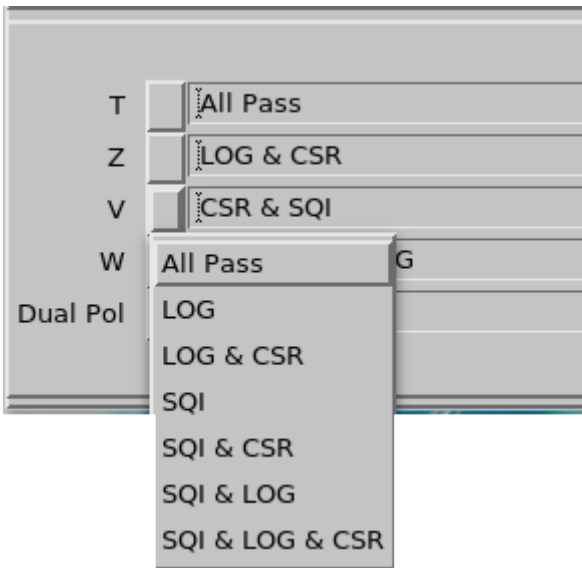 T All Pass
Z LOG & CSR
V CSR & SQI
W G
Dual Pol
All Pass
LOG
LOG & CSR
SQI
SQI & CSR
SQI & LOG
SQI & LOG & CSR